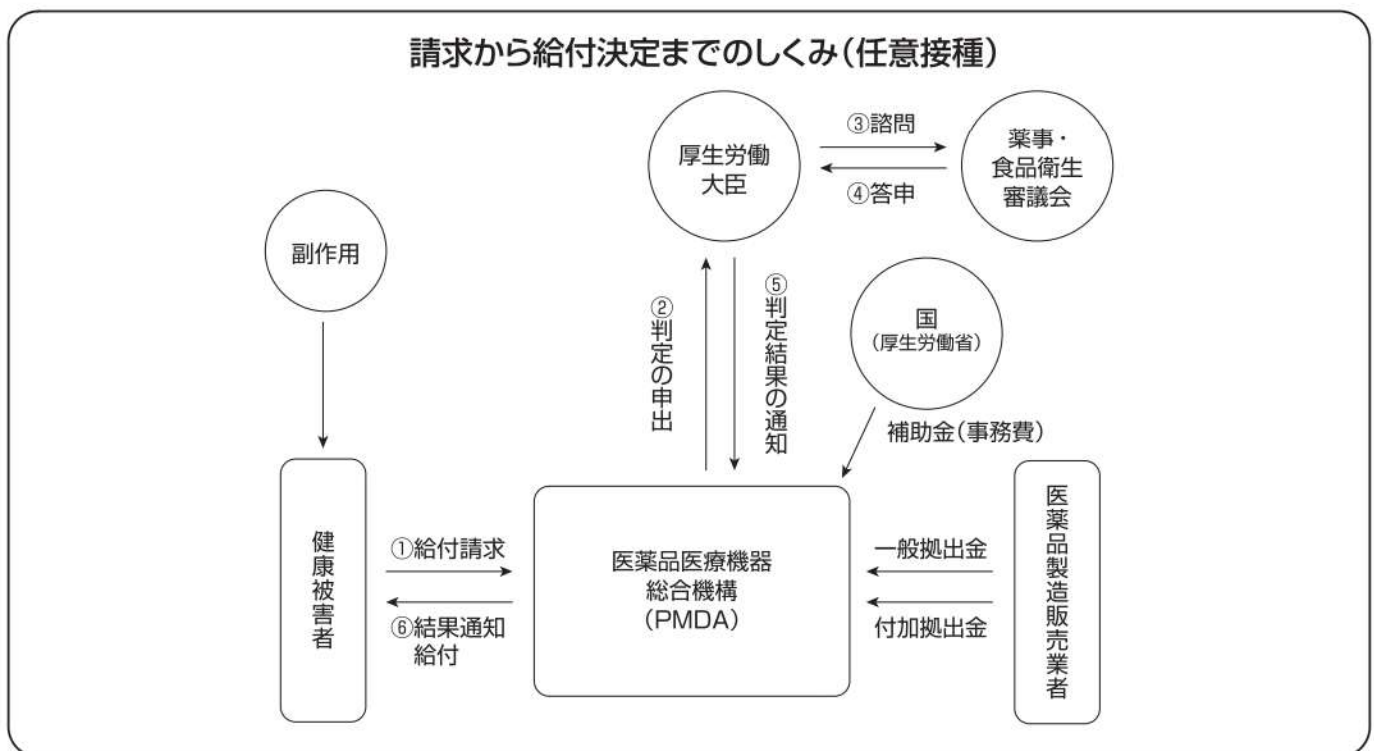 請求から給付決定までのしくみ(任意接種)
厚生労働
大臣
③諮問
④答申
薬事・
食品衛生
審議会
副作用
②判定の申出
⑤判定結果の通知
国
(厚生労働省)
補助金(事務費)
健康被害者
①給付請求
⑥結果通知
給付
医薬品医療機器
総合機構
(PMDA)
一般拠出金
付加拠出金
医薬品製造販売業者